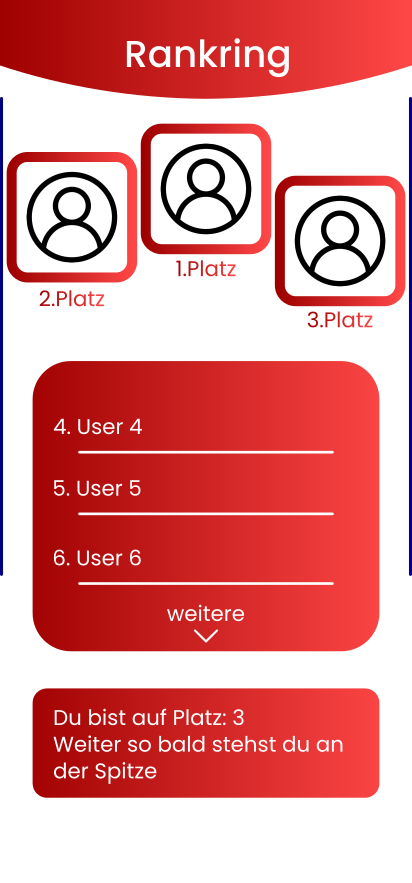 Rankring
1.Platz
2.Platz
3.Platz
4. User 4
5. User 5
6. User 6
weitere
Du bist auf Platz: 3
Weiter so bald stehst du an
der Spitze